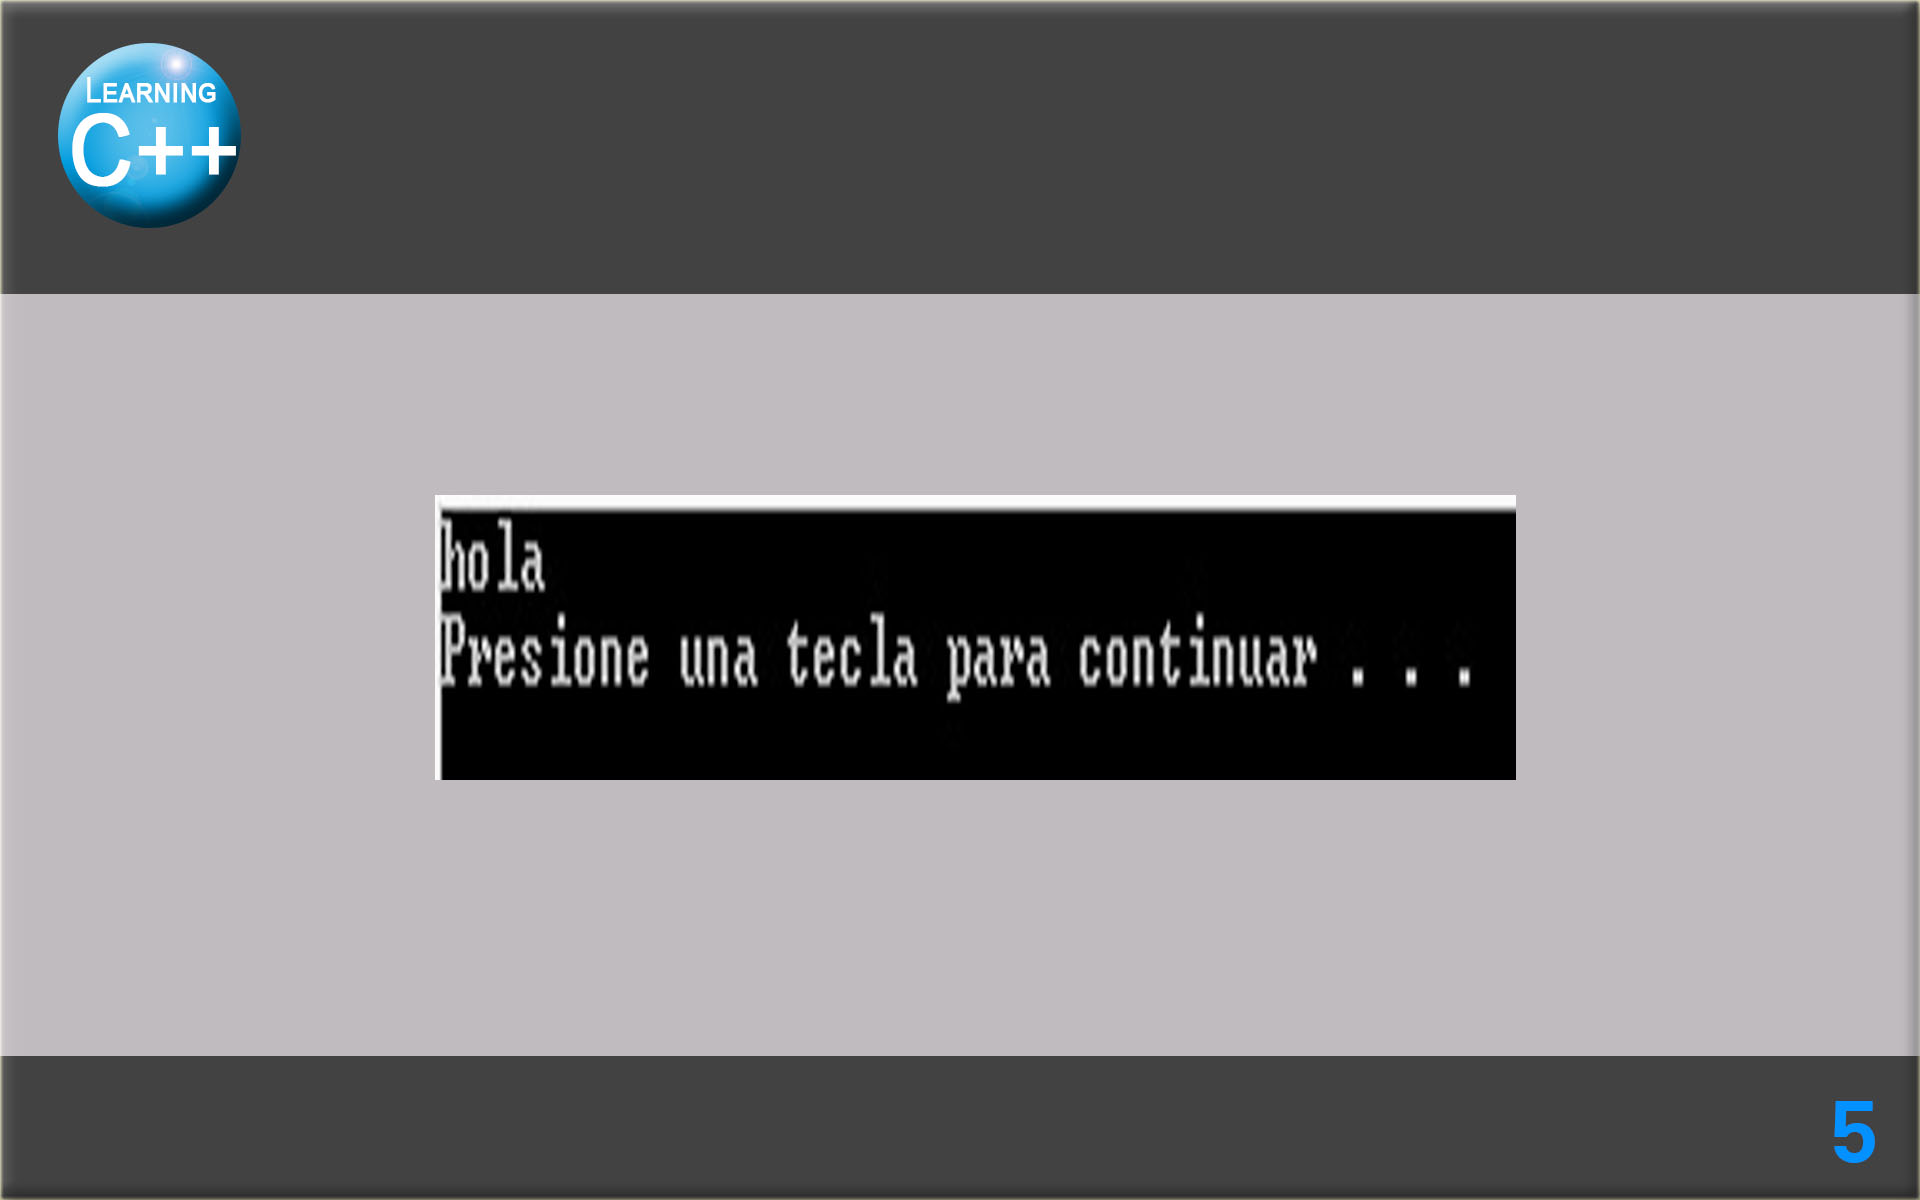 LEARNING
C++
hola
Presione una tecla para continuar . . .
5